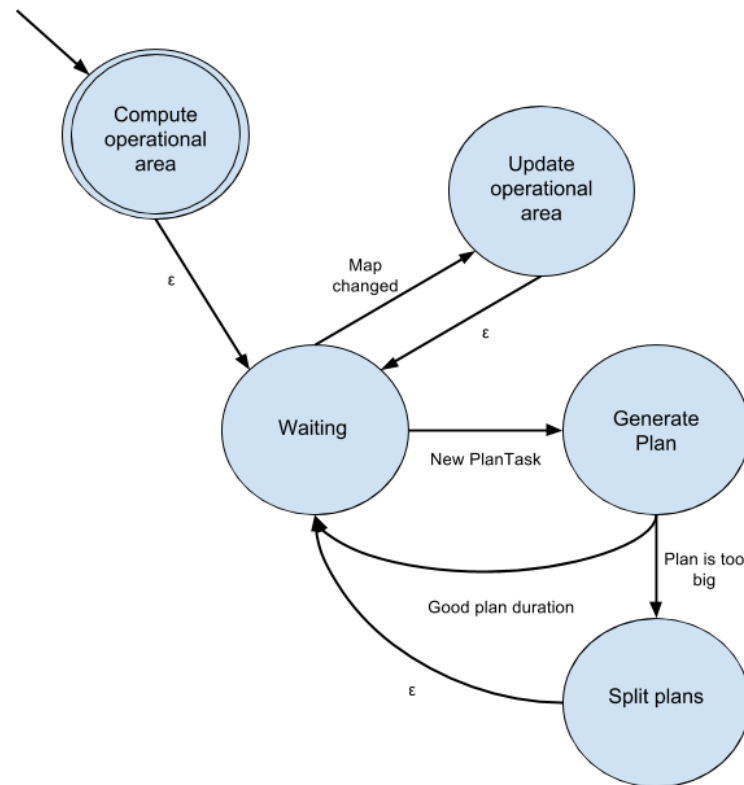 Compute
operational
area
Update
operational
area
Map
changed
ε
ε
Waiting
Generate
Plan
New PlanTask
Plan is too
big
Good plan duration
ε
Split plans